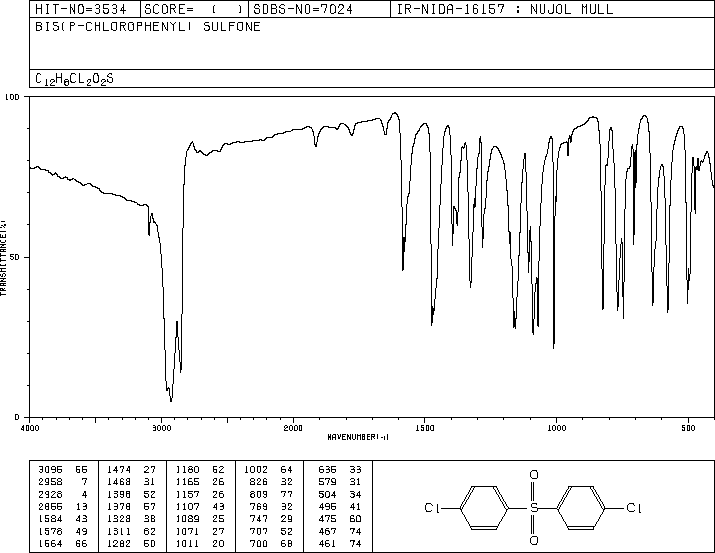 HIT-NO=3534 SCORE= ( ) SDBS-NO=7024 IR-NIDA-16157 : NUJOL MULL
BIS(P-CHLOROPHENYL) SULFONE
C12H8CL2O2S
100
50
0
TRANSMITTANCE(%)
4000 3000 2000 1500 1000 500
WAVENUMBER(-1)
3095 66 1474 27 1180 62 1002 64 636 33
2958 7 1468 31 1165 26 826 32 579 31
2928 4 1398 52 1157 26 809 77 504 34
2855 13 1378 57 1107 43 769 32 495 41
1584 43 1328 38 1089 25 747 29 475 60
1576 49 1311 62 1071 27 707 52 467 74
1564 66 1282 50 1011 20 700 68 461 74
O
Cl S Cl
O